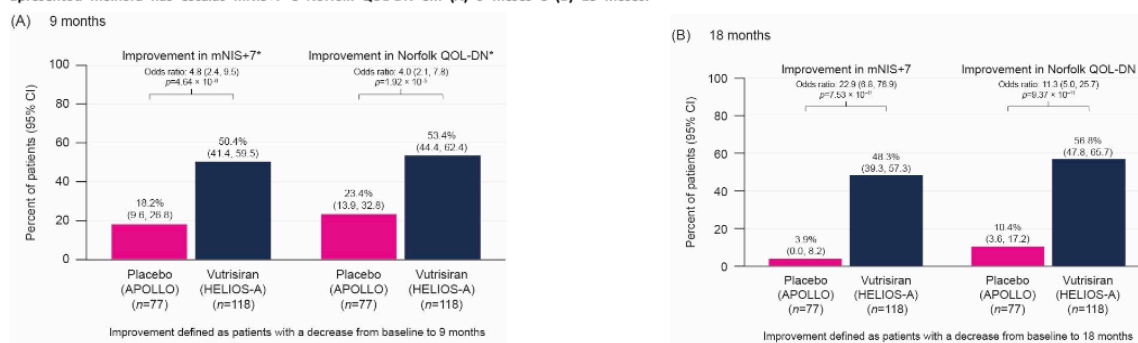 (A) 9 months
Improvement in mNIS+7*
Odds ratio: 4.8 (2.4, 9.5)
Improvement in Norfolk QOL-DN*
Odds ratio: 4.0 (2.1, 7.8)
Percent of patients (95% CI)
100
80
60
40
20
0
18.2%
(9.6, 26.8)
50.4%
(41.4, 59.5)
23.4%
(13.9, 32.8)
53.4%
(44.4, 62.4)
Placebo
(APOLLO)
(n=77)
Vutrisiran
(HELIOS-A)
(n=118)
Placebo
(APOLLO)
(n=77)
Vutrisiran
(HELIOS-A)
(n=118)
Improvement defined as patients with a decrease from baseline to 9 months
(B) 18 months
Improvement in mNIS+7
Odds ratio: 22.9 (6.8, 76.9)
Improvement in Norfolk QOL-DN
Odds ratio: 11.3 (5.0, 25.7)
Percent of patients (95% CI)
100
80
60
40
20
0
3.9%
(0.0, 8.2)
48.3%
(39.3, 57.3)
10.4%
(3.6, 17.2)
56.8%
(47.8, 65.7)
Placebo
(APOLLO)
(n=77)
Vutrisiran
(HELIOS-A)
(n=118)
Placebo
(APOLLO)
(n=77)
Vutrisiran
(HELIOS-A)
(n=118)
Improvement defined as patients with a decrease from baseline to 18 months